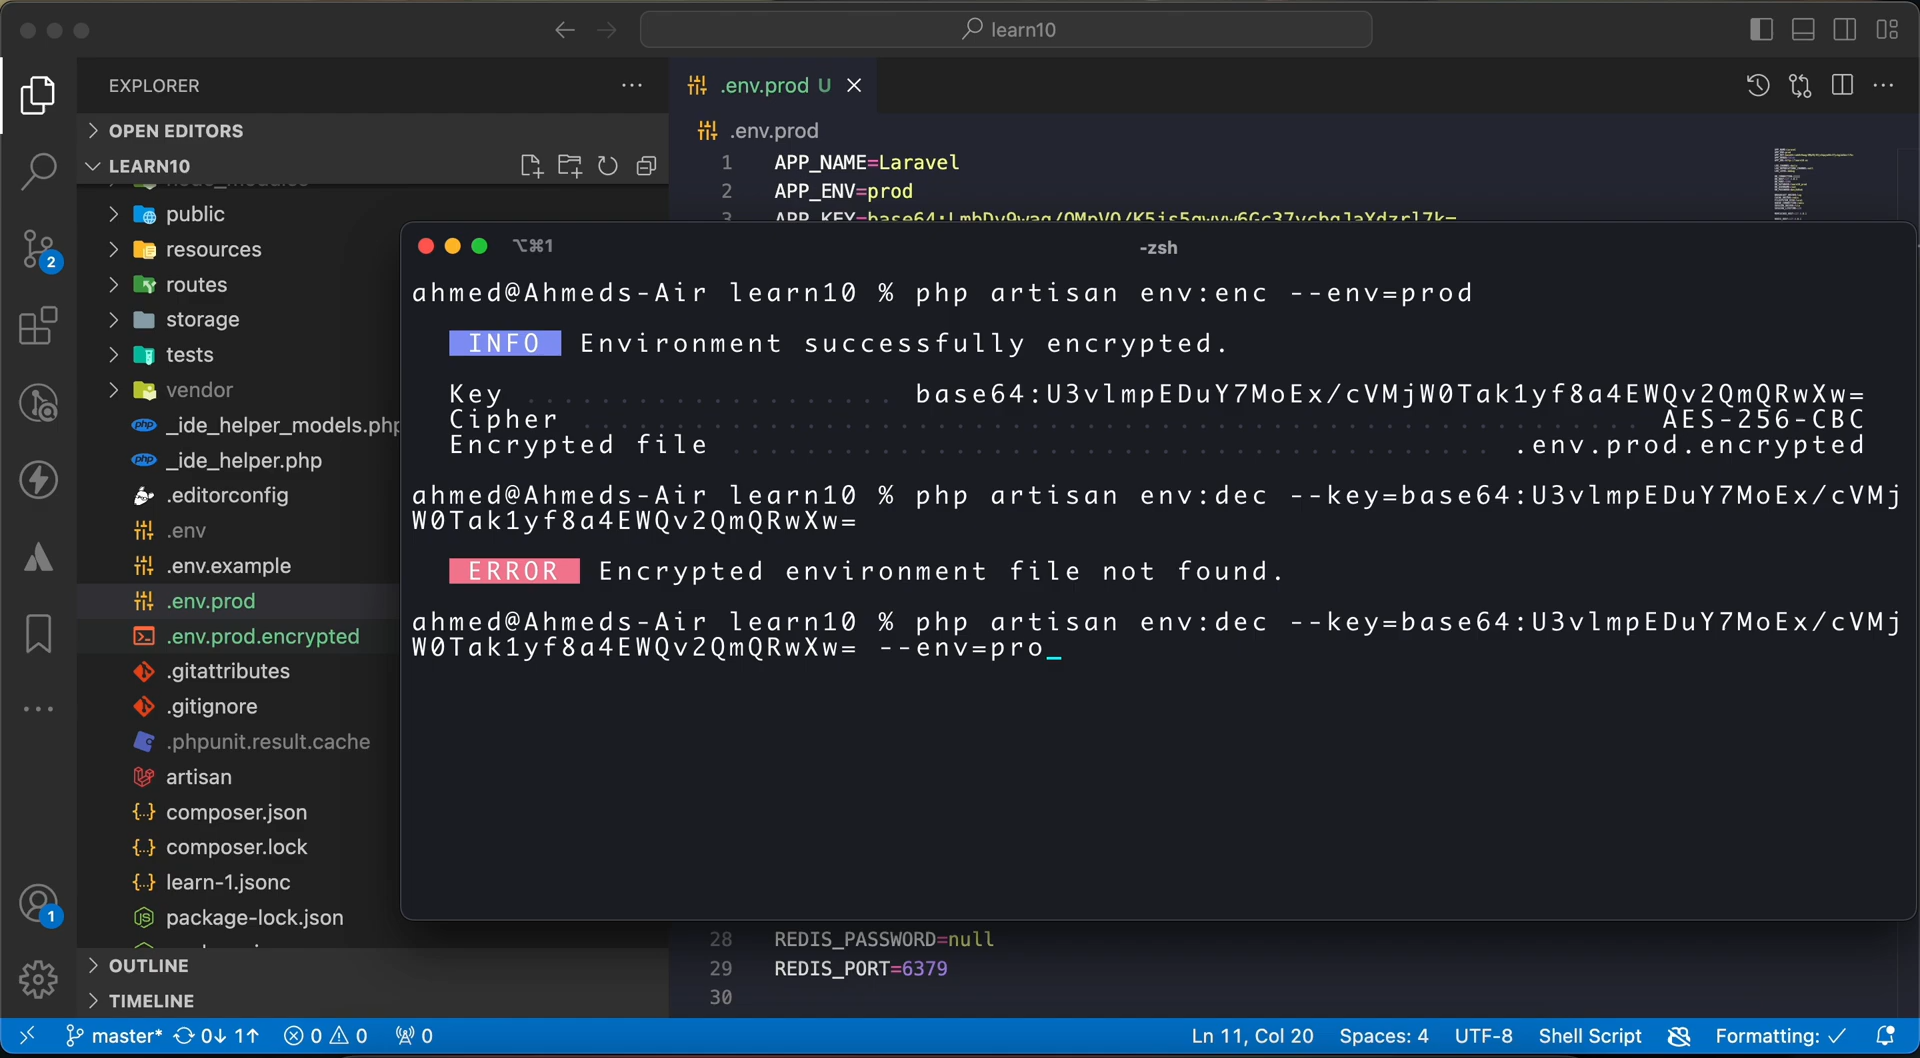 learn10
EXPLORER
.env.prod U
OPEN EDITORS
.env.prod
LEARN10
1 APP_NAME=Laravel
2 APP_ENV=prod
public
resources
routes
storage
tests
vendor
_ide_helper_models.php
_ide_helper.php
.editorconfig
.env
.env.example
.env.prod
.env.prod.encrypted
.gitattributes
.gitignore
.phpunit.result.cache
artisan
composer.json
composer.lock
learn-1.jsonc
package-lock.json
OUTLINE
TIMELINE
2
1
⌥⌘1
-zsh
ahmed@Ahmeds-Air learn10 % php artisan env:enc --env=prod
INFO Environment successfully encrypted.
Key base64:U3vlmpEDuY7MoEx/cVMjW0Tak1yf8a4EWQv2QmQRwXw=
Cipher AES-256-CBC
Encrypted file .env.prod.encrypted
ahmed@Ahmeds-Air learn10 % php artisan env:dec --key=base64:U3vlmpEDuY7MoEx/cVMj
W0Tak1yf8a4EWQv2QmQRwXw=
ERROR Encrypted environment file not found.
ahmed@Ahmeds-Air learn10 % php artisan env:dec --key=base64:U3vlmpEDuY7MoEx/cVMj
W0Tak1yf8a4EWQv2QmQRwXw= --env=pro_
28 REDIS_PASSWORD=null
29 REDIS_PORT=6379
30
master* 0↓ 1↑ 0 0 0 Ln 11, Col 20 Spaces: 4 UTF-8 Shell Script Formatting: ✓